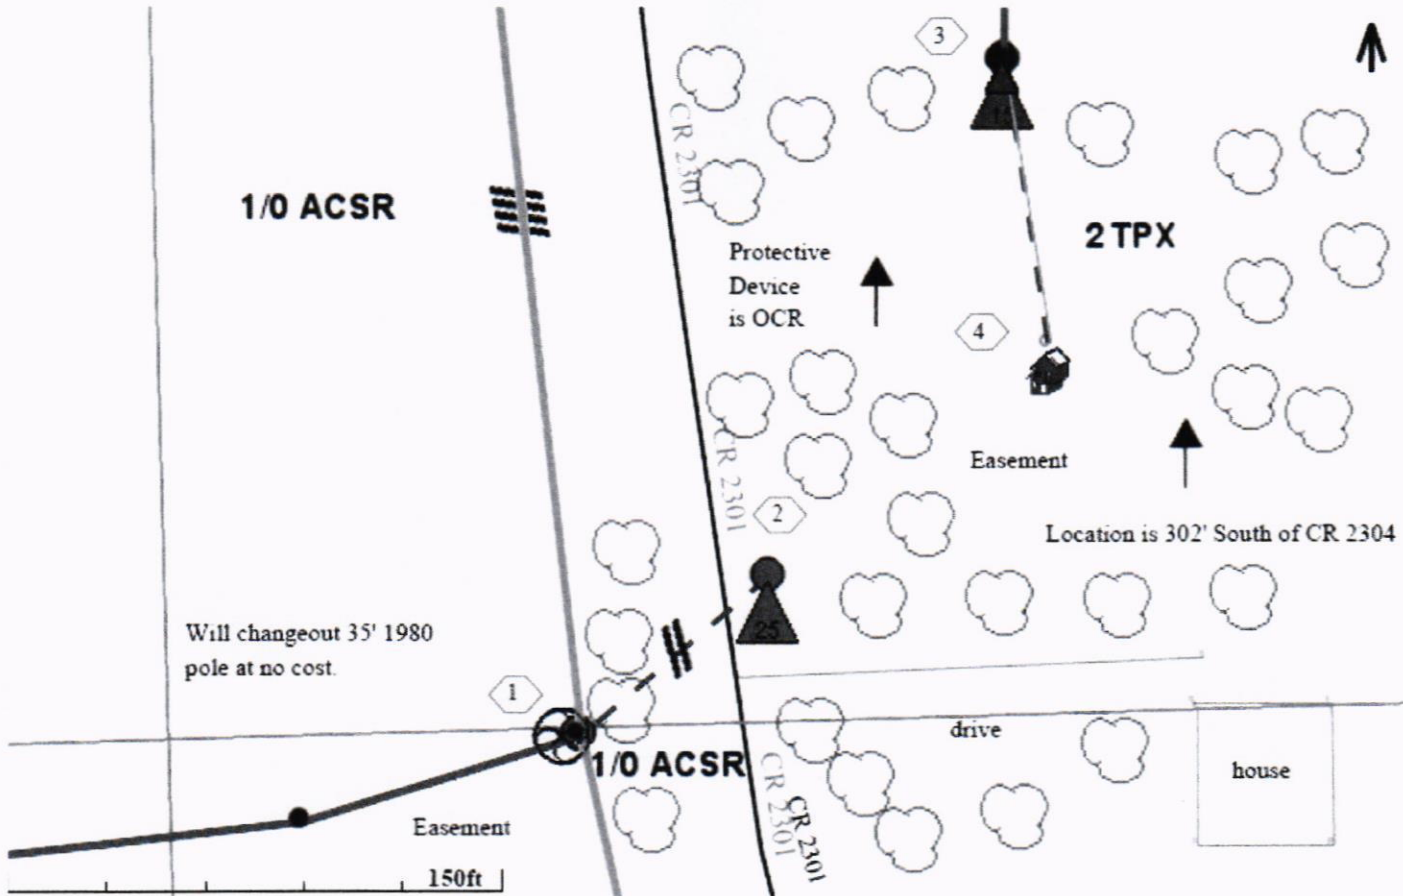 3
CR 2301
1/0 ACSR
2 TPX
Protective
Device
is OCR
4
CR 2301
Easement
2
Location is 302' South of CR 2304
25
Will changeout 35' 1980
pole at no cost.
1
drive
1/0 ACSR
house
CR 2301
CR 2301
Easement
150ft